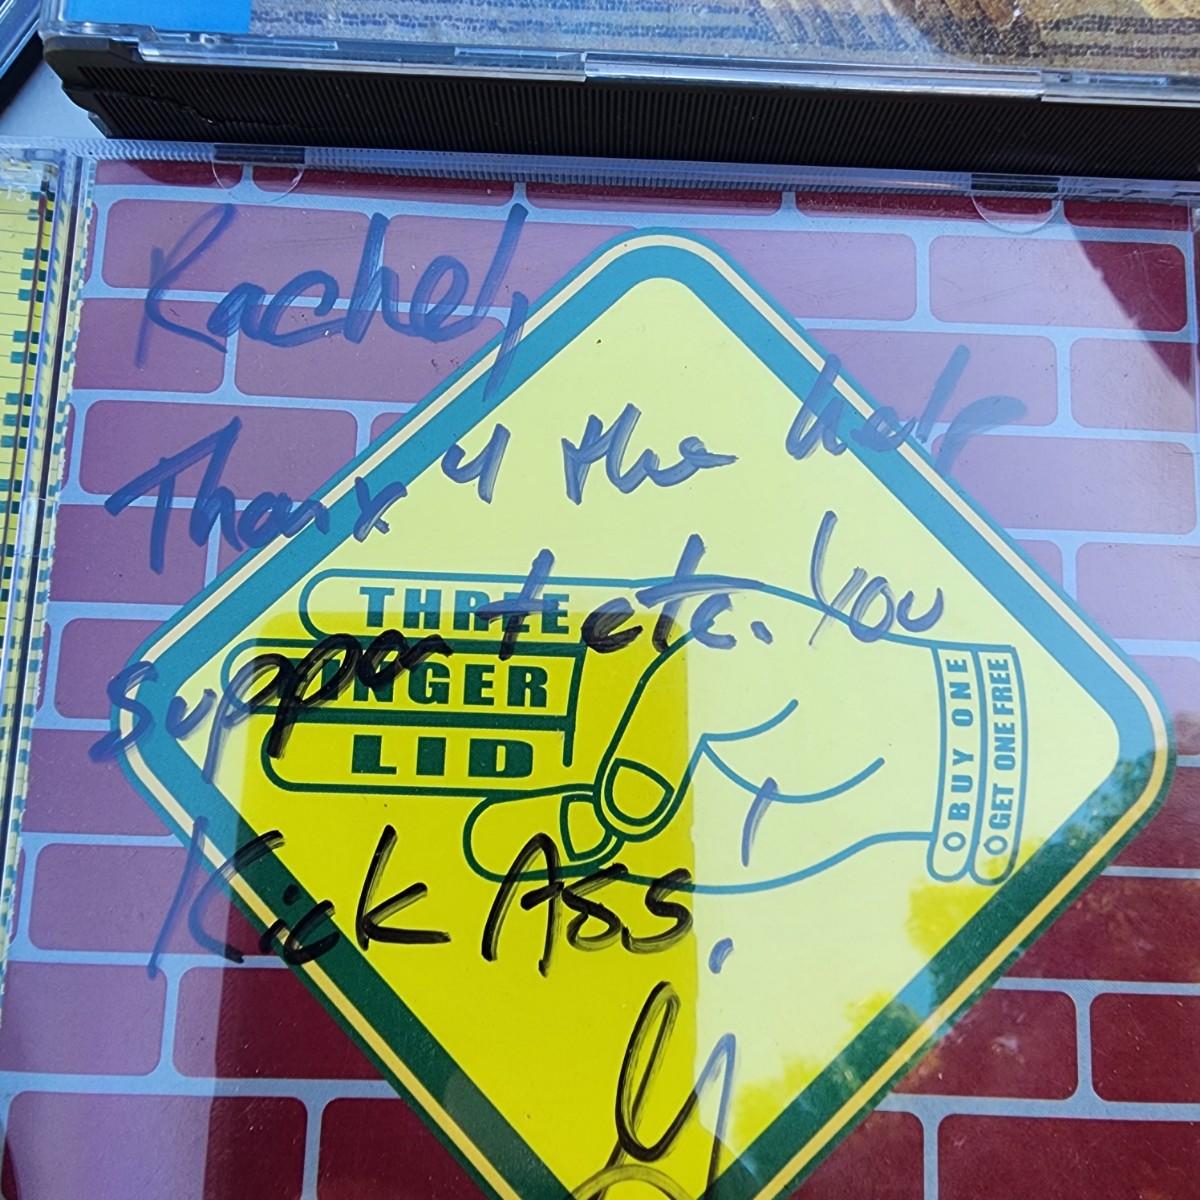 Rachel,
Thanx 4 the help
support etc. You
Kick Ass!
THREE
FINGER
LID
BUY ONE
GET ONE FREE